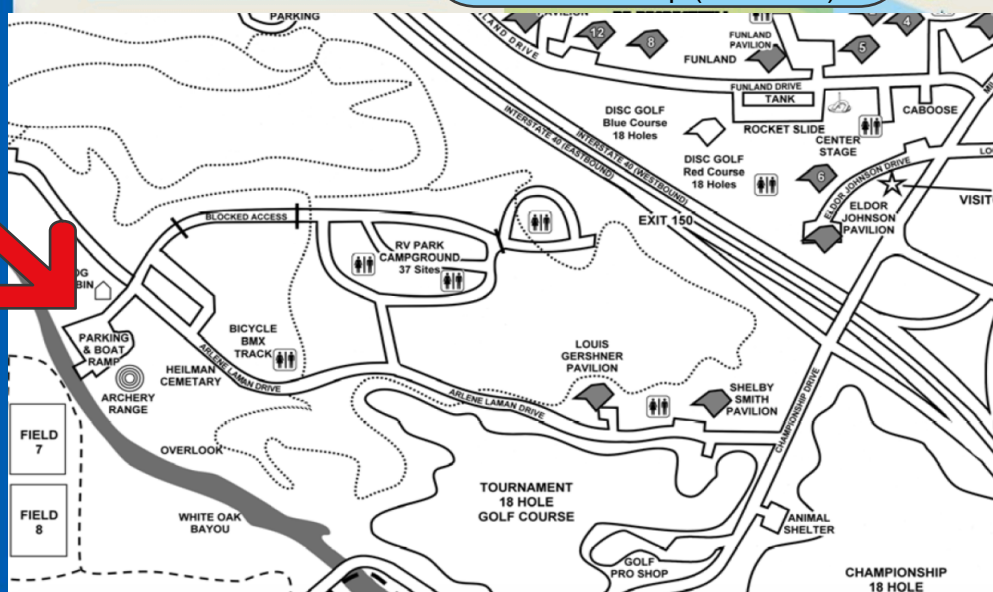 PARKING
PAVILION
12
8
4
5
FUNLAND
PAVILION
FUNLAND
FUNLAND DRIVE
TANK
ROCKET SLIDE
CABOOSE
CENTER
STAGE
DISC GOLF
Blue Course
18 Holes
DISC GOLF
Red Course
18 Holes
INTERSTATE 40 (WESTBOUND)
INTERSTATE 40 (EASTBOUND)
EXIT 150
6
ELDOR JOHNSON DRIVE
ELDOR
JOHNSON
PAVILION
BLOCKED ACCESS
RV PARK
CAMPGROUND
37 Sites
PARKING
& BOAT
RAMP
BICYCLE
BMX
TRACK
ARLENE LAMAN DRIVE
HEILMAN
CEMETARY
ARCHERY
RANGE
ARLENE LAMAN DRIVE
LOUIS
GERSHNER
PAVILION
SHELBY
SMITH
PAVILION
CHAMPIONSHIP DRIVE
FIELD
7
FIELD
8
OVERLOOK
WHITE OAK
BAYOU
TOURNAMENT
18 HOLE
GOLF COURSE
ANIMAL
SHELTER
GOLF
PRO SHOP
CHAMPIONSHIP
18 HOLE